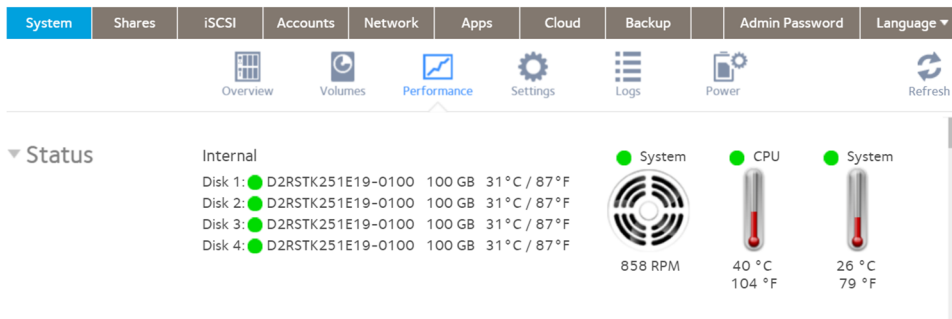 System Shares iSCSI Accounts Network Apps Cloud Backup Admin Password Language
Overview Volumes Performance Settings Logs Power Refresh
Status
Internal
Disk 1: D2RSTK251E19-0100 100 GB 31°C / 87°F
Disk 2: D2RSTK251E19-0100 100 GB 31°C / 87°F
Disk 3: D2RSTK251E19-0100 100 GB 31°C / 87°F
Disk 4: D2RSTK251E19-0100 100 GB 31°C / 87°F
System
858 RPM
CPU
40 °C
104 °F
System
26 °C
79 °F